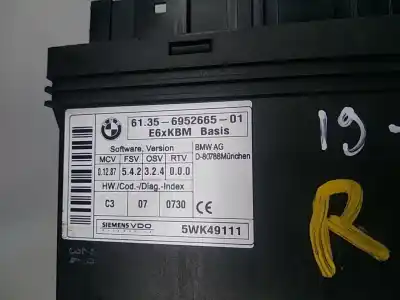 BMW
61.35 6952665-01
E6xKBM Basis
Software, Version
MCV FSV OSV RTV
0.12.87 5.4.2 3.2.4 0.0.0
BMW AG
D-80788München
HW./Cod.-/Diag.-Index
C3 07 0730 CE
SIEMENS VDO
5WK49111
19-
R